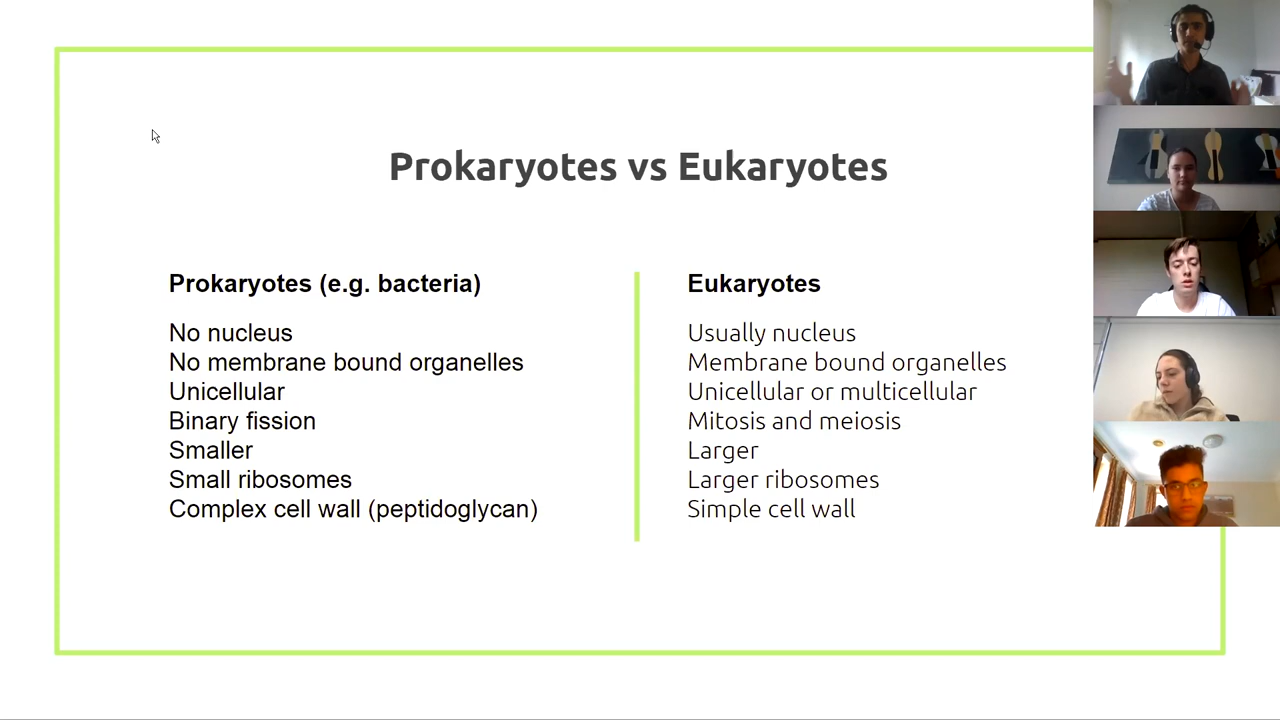 Prokaryotes vs Eukaryotes
Prokaryotes (e.g. bacteria)
No nucleus
No membrane bound organelles
Unicellular
Binary fission
Smaller
Small ribosomes
Complex cell wall (peptidoglycan)
Eukaryotes
Usually nucleus
Membrane bound organelles
Unicellular or multicellular
Mitosis and meiosis
Larger
Larger ribosomes
Simple cell wall